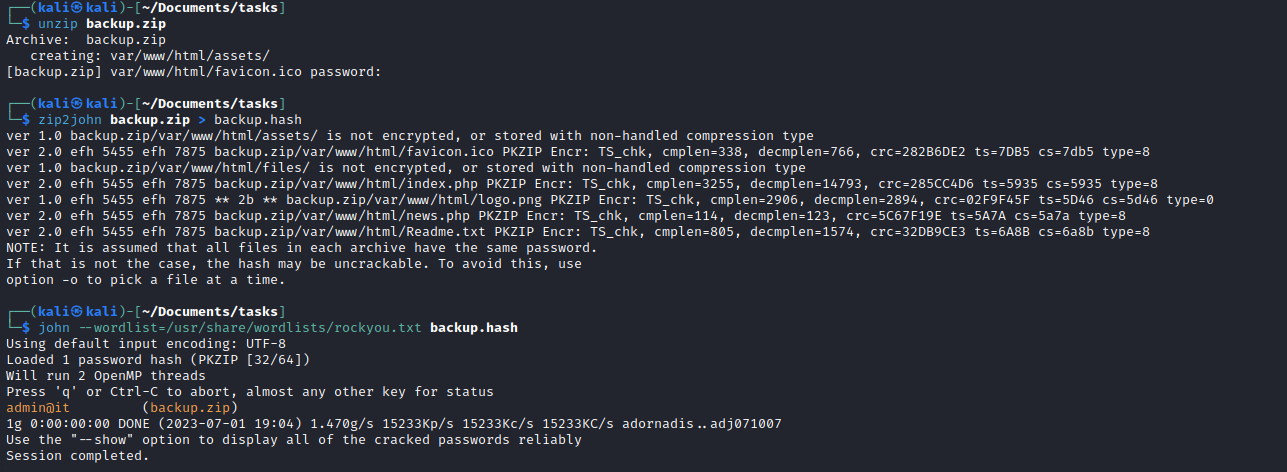 ┌──(kali㉿kali)-[~/Documents/tasks]
└─$ unzip backup.zip
Archive:  backup.zip
   creating: var/www/html/assets/
[backup.zip] var/www/html/favicon.ico password:
┌──(kali㉿kali)-[~/Documents/tasks]
└─$ zip2john backup.zip > backup.hash
ver 1.0 backup.zip/var/www/html/assets/ is not encrypted, or stored with non-handled compression type
ver 2.0 efh 5455 efh 7875 backup.zip/var/www/html/favicon.ico PKZIP Encr: TS_chk, cmplen=338, decmplen=766, crc=282B6DE2 ts=7DB5 cs=7db5 type=8
ver 1.0 backup.zip/var/www/html/files/ is not encrypted, or stored with non-handled compression type
ver 2.0 efh 5455 efh 7875 backup.zip/var/www/html/index.php PKZIP Encr: TS_chk, cmplen=3255, decmplen=14793, crc=285CC4D6 ts=5935 cs=5935 type=8
ver 1.0 efh 5455 efh 7875 ** 2b ** backup.zip/var/www/html/logo.png PKZIP Encr: TS_chk, cmplen=2906, decmplen=2894, crc=02F9F45F ts=5D46 cs=5d46 type=0
ver 2.0 efh 5455 efh 7875 backup.zip/var/www/html/news.php PKZIP Encr: TS_chk, cmplen=114, decmplen=123, crc=5C67F19E ts=5A7A cs=5a7a type=8
ver 2.0 efh 5455 efh 7875 backup.zip/var/www/html/Readme.txt PKZIP Encr: TS_chk, cmplen=805, decmplen=1574, crc=32DB9CE3 ts=6A8B cs=6a8b type=8
NOTE: It is assumed that all files in each archive have the same password.
If that is not the case, the hash may be uncrackable. To avoid this, use
option -o to pick a file at a time.
┌──(kali㉿kali)-[~/Documents/tasks]
└─$ john --wordlist=/usr/share/wordlists/rockyou.txt backup.hash
Using default input encoding: UTF-8
Loaded 1 password hash (PKZIP [32/64])
Will run 2 OpenMP threads
Press 'q' or Ctrl-C to abort, almost any other key for status
admin@it         (backup.zip)
1g 0:00:00:00 DONE (2023-07-01 19:04) 1.470g/s 15233Kp/s 15233Kc/s 15233KC/s adornadis..adj071007
Use the "--show" option to display all of the cracked passwords reliably
Session completed.